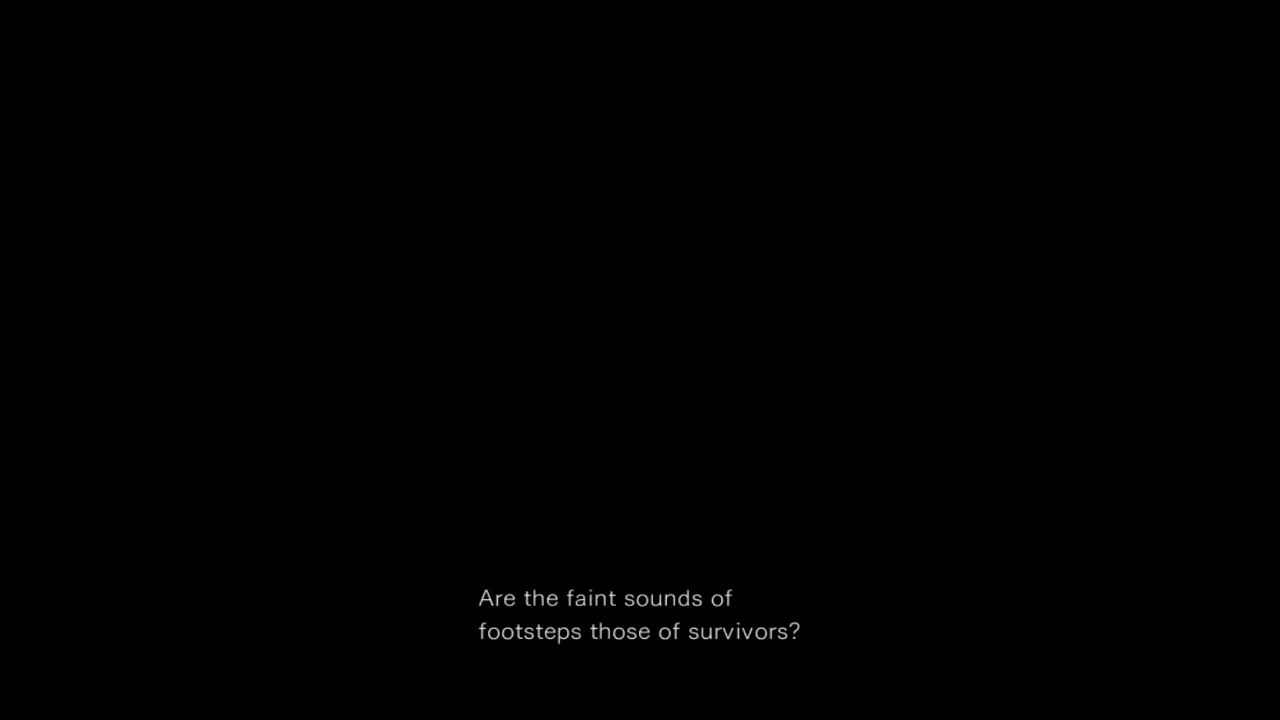 Are the faint sounds of
footsteps those of survivors?